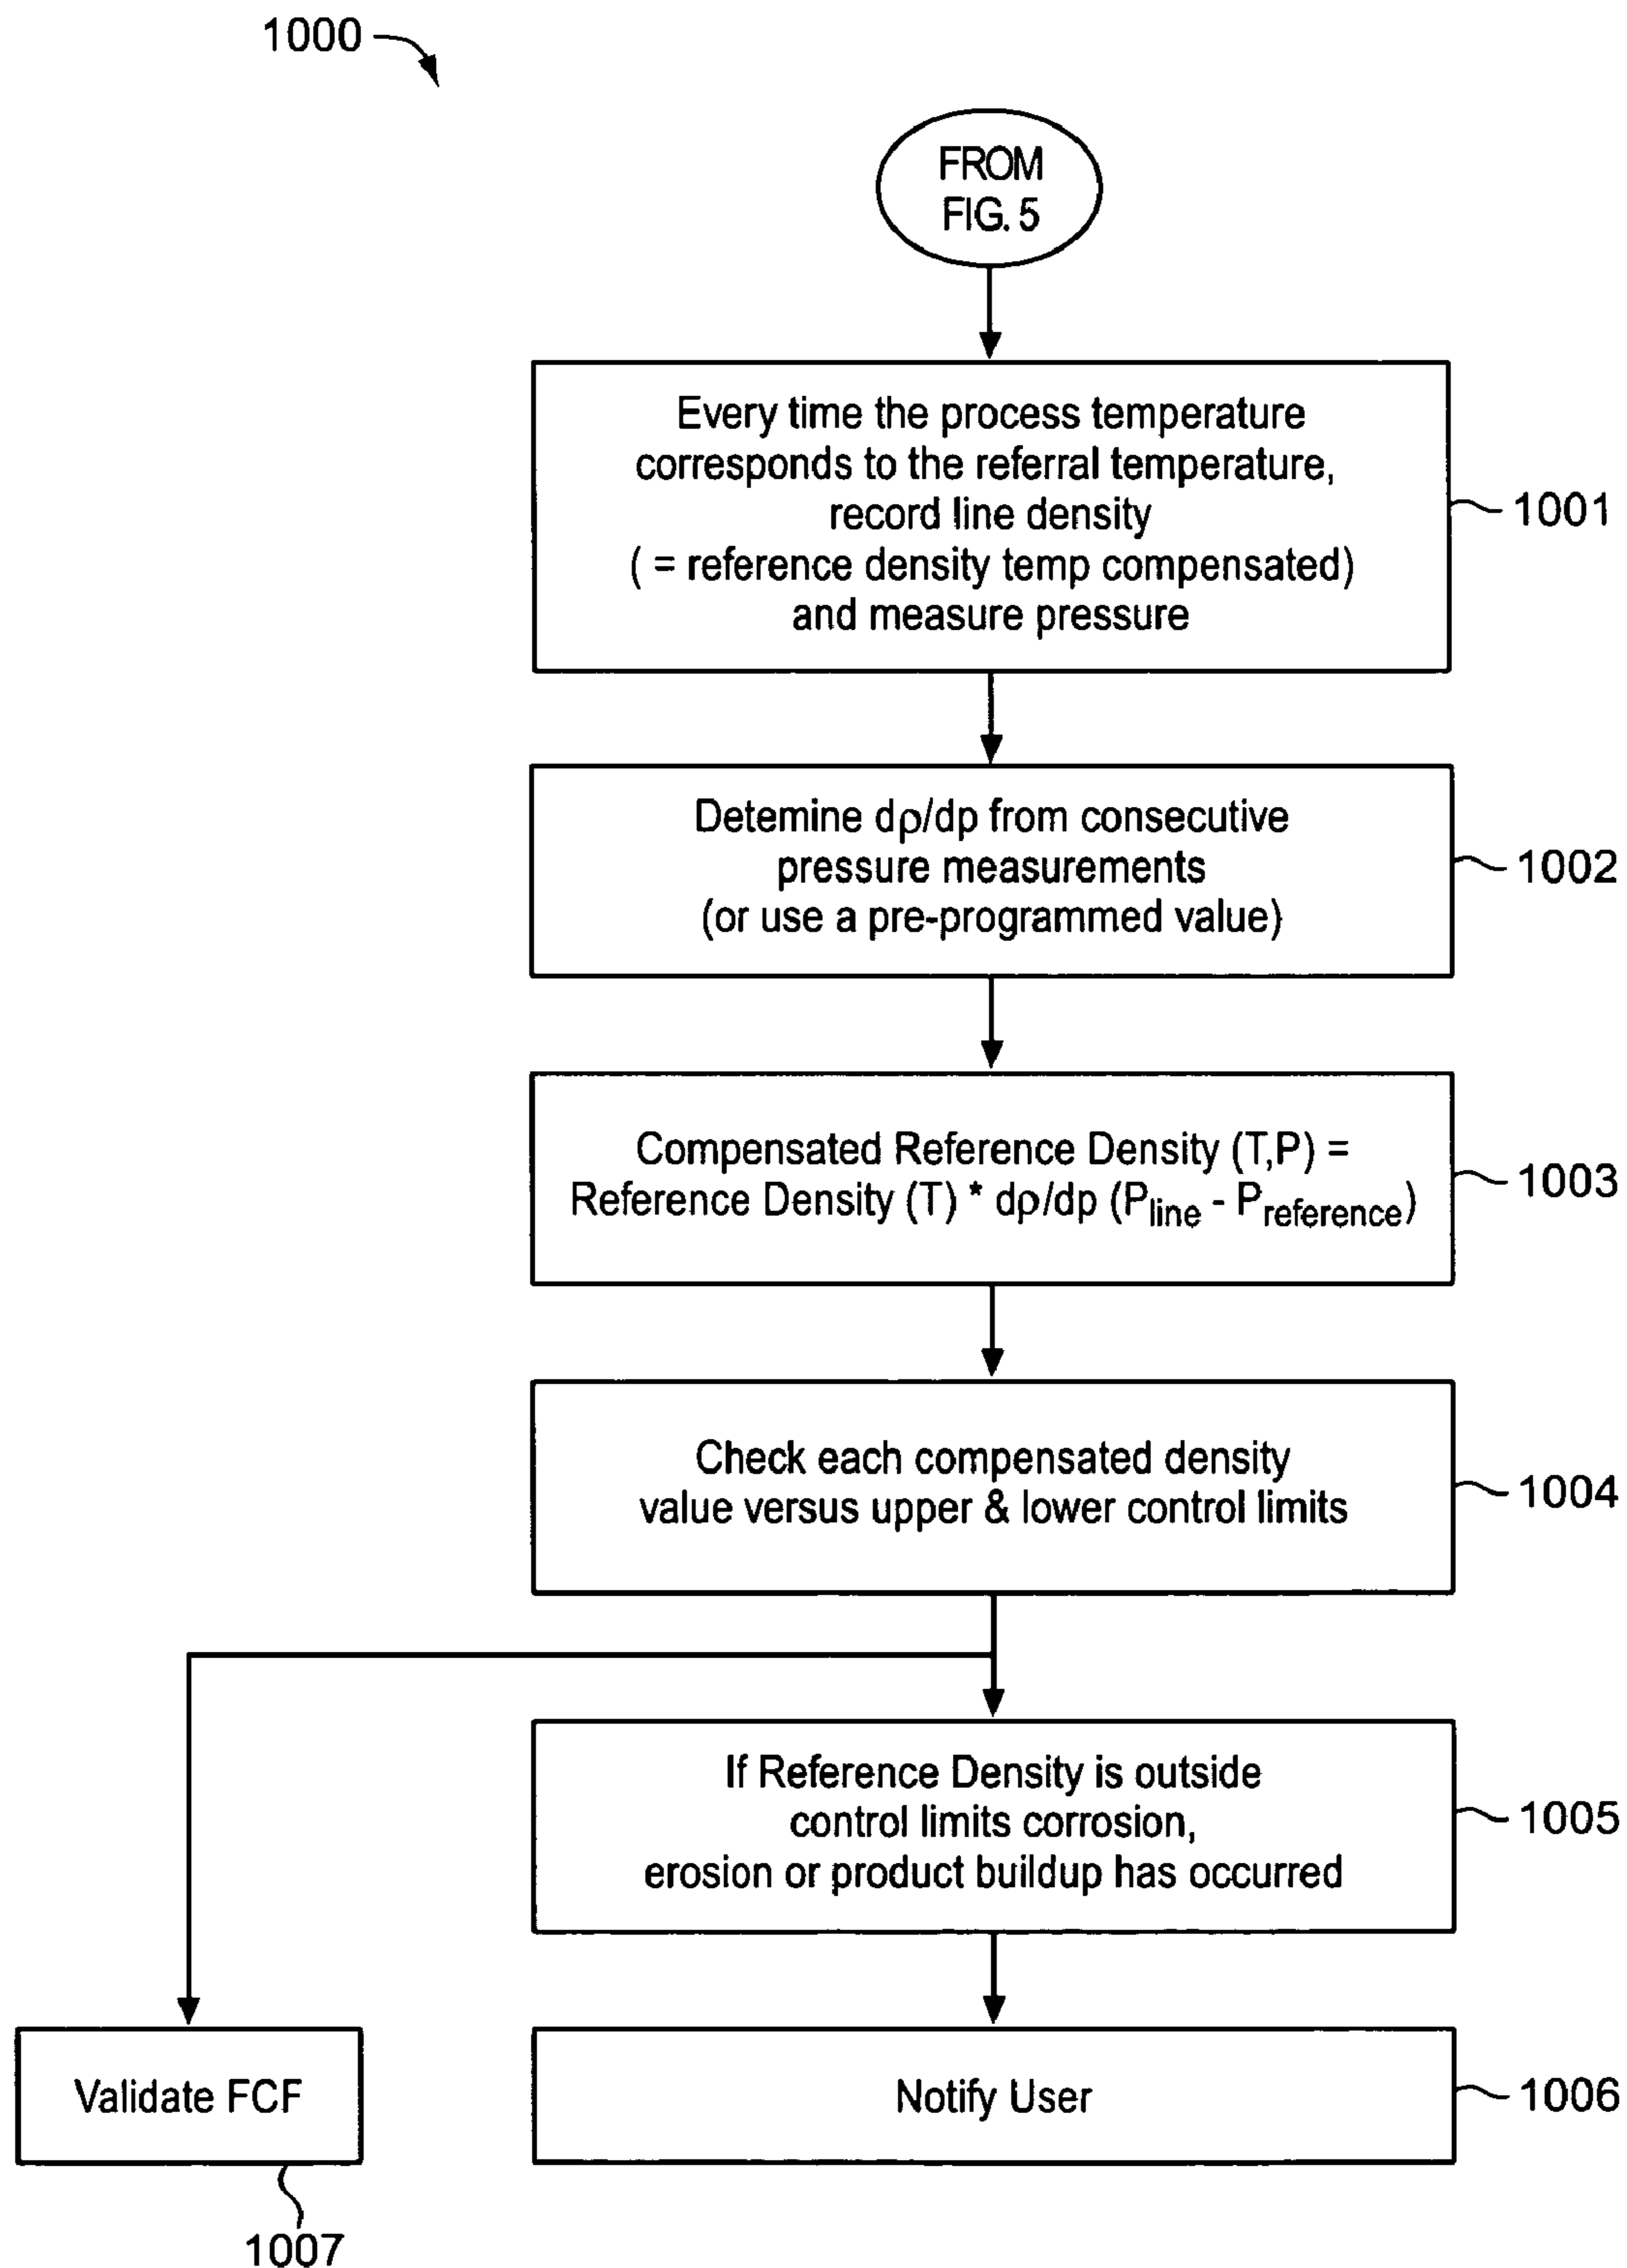 1000
FROM
FIG. 5
Every time the process temperature
corresponds to the referral temperature,
record line density
( = reference density temp compensated)
and measure pressure
1001
Detemine dρ/dp from consecutive
pressure measurements
(or use a pre-programmed value)
1002
Compensated Reference Density (T,P) =
Reference Density (T) * dρ/dp (Pline - Preference)
1003
Check each compensated density
value versus upper & lower control limits
1004
If Reference Density is outside
control limits corrosion,
erosion or product buildup has occurred
1005
Validate FCF
1007
Notify User
1006